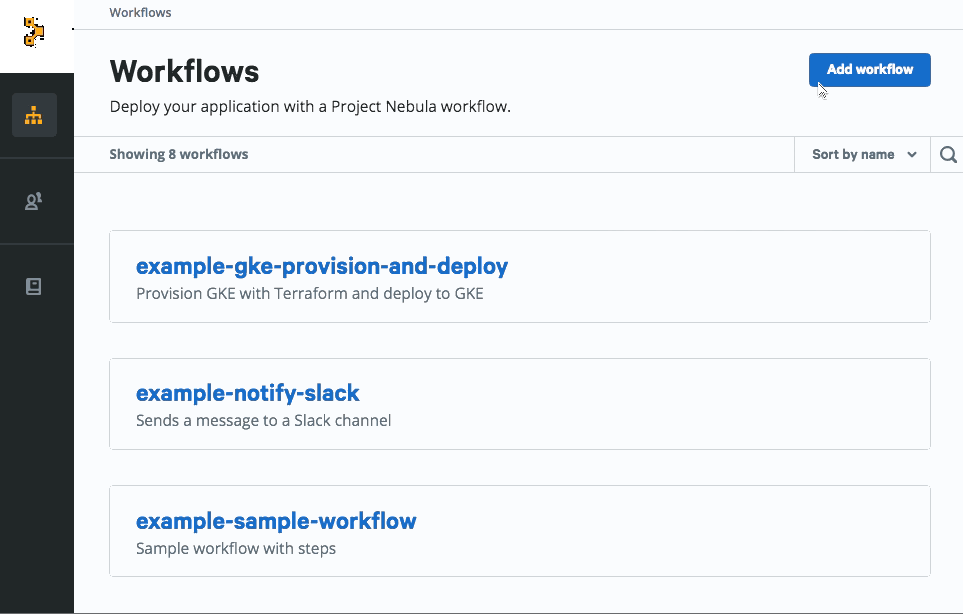 Workflows
Workflows
Add workflow
Deploy your application with a Project Nebula workflow.
Showing 8 workflows
Sort by name
example-gke-provision-and-deploy
Provision GKE with Terraform and deploy to GKE
example-notify-slack
Sends a message to a Slack channel
example-sample-workflow
Sample workflow with steps